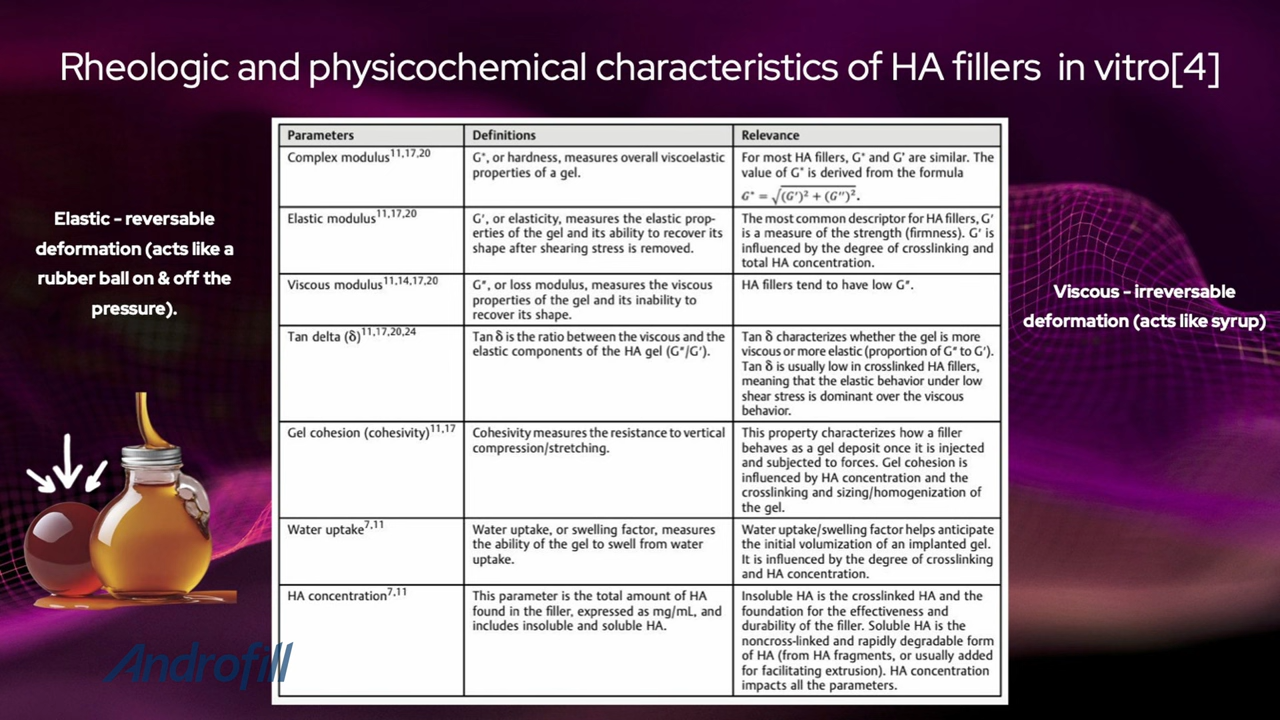 Rheologic and physicochemical characteristics of HA fillers in vitro[4]
Elastic - reversable
deformation (acts like a
rubber ball on & off the
pressure).
Parameters
Definitions
Relevance
Complex modulus11,17,20
G*, or hardness, measures overall viscoelastic
properties of a gel.
For most HA fillers, G* and G' are similar. The
value of G* is derived from the formula
G* = √(G')² + (G'')².
Elastic modulus11,17,20
G', or elasticity, measures the elastic prop-
erties of the gel and its ability to recover its
shape after shearing stress is removed.
The most common descriptor for HA fillers, G'
is a measure of the strength (firmness). G' is
influenced by the degree of crosslinking and
total HA concentration.
Viscous modulus11,14,17,20
G", or loss modulus, measures the viscous
properties of the gel and its inability to
recover its shape.
HA fillers tend to have low G".
Tan delta (δ)11,17,20,24
Tan δ is the ratio between the viscous and the
elastic components of the HA gel (G"/G').
Tan δ characterizes whether the gel is more
viscous or more elastic (proportion of G" to G').
Tan δ is usually low in crosslinked HA fillers,
meaning that the elastic behavior under low
shear stress is dominant over the viscous
behavior.
Gel cohesion (cohesivity)11,17
Cohesivity measures the resistance to vertical
compression/stretching.
This property characterizes how a filler
behaves as a gel deposit once it is injected
and subjected to forces. Gel cohesion is
influenced by HA concentration and the
crosslinking and sizing/homogenization of
the gel.
Water uptake7,11
Water uptake, or swelling factor, measures
the ability of the gel to swell from water
uptake.
Water uptake/swelling factor helps anticipate
the initial volumization of an implanted gel.
It is influenced by the degree of crosslinking
and HA concentration.
HA concentration7,11
This parameter is the total amount of HA
found in the filler, expressed as mg/mL, and
includes insoluble and soluble HA.
Insoluble HA is the crosslinked HA and the
foundation for the effectiveness and
durability of the filler. Soluble HA is the
noncross-linked and rapidly degradable form
of HA (from HA fragments, or usually added
for facilitating extrusion). HA concentration
impacts all the parameters.
Viscous - irreversable
deformation (acts like syrup)
Androfill